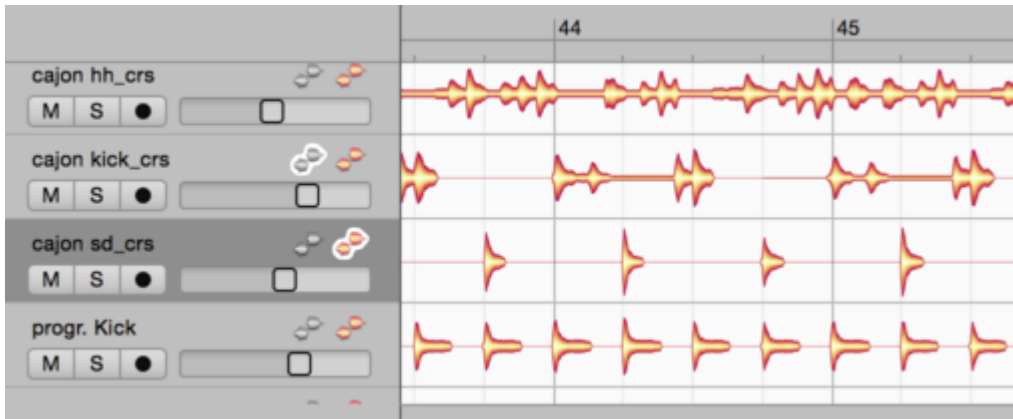 44 45
cajon hh_crs
M S
cajon kick_crs
M S
cajon sd_crs
M S
progr. Kick
M S